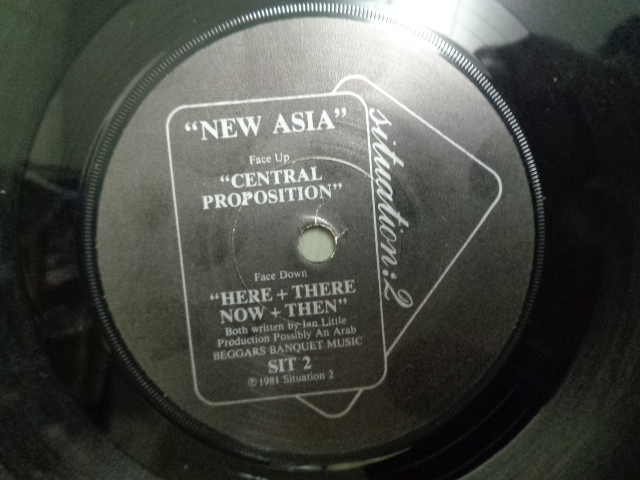 "NEW ASIA"
Face Up
"CENTRAL
PROPOSITION"
Face Down
"HERE + THERE
NOW + THEN"
Both written by Ian Little
Production Possibly An Arab
BEGGARS BANQUET MUSIC
SIT 2
℗ 1981 Situation 2
situation:2